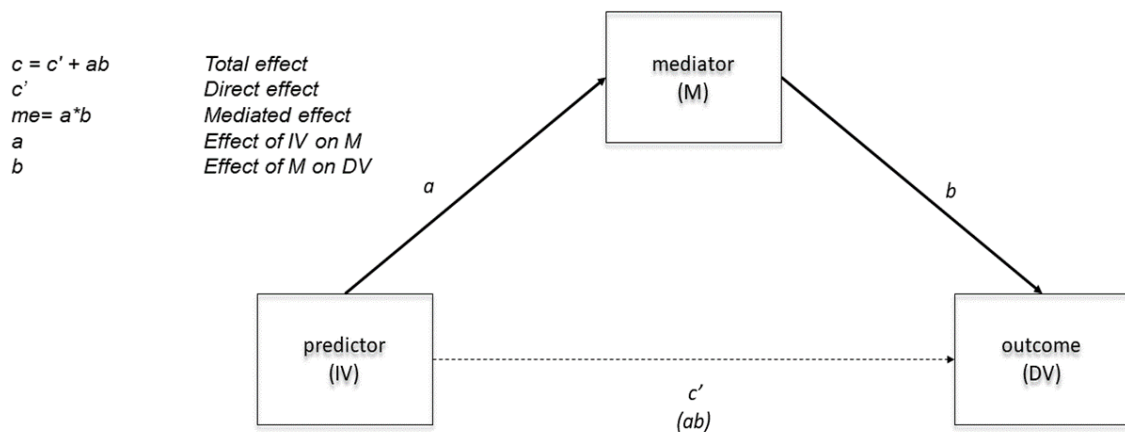 c = c' + ab Total effect
c’ Direct effect
me= a*b Mediated effect
a Effect of IV on M
b Effect of M on DV
mediator
(M)
a
b
predictor
(IV)
outcome
(DV)
c’
(ab)